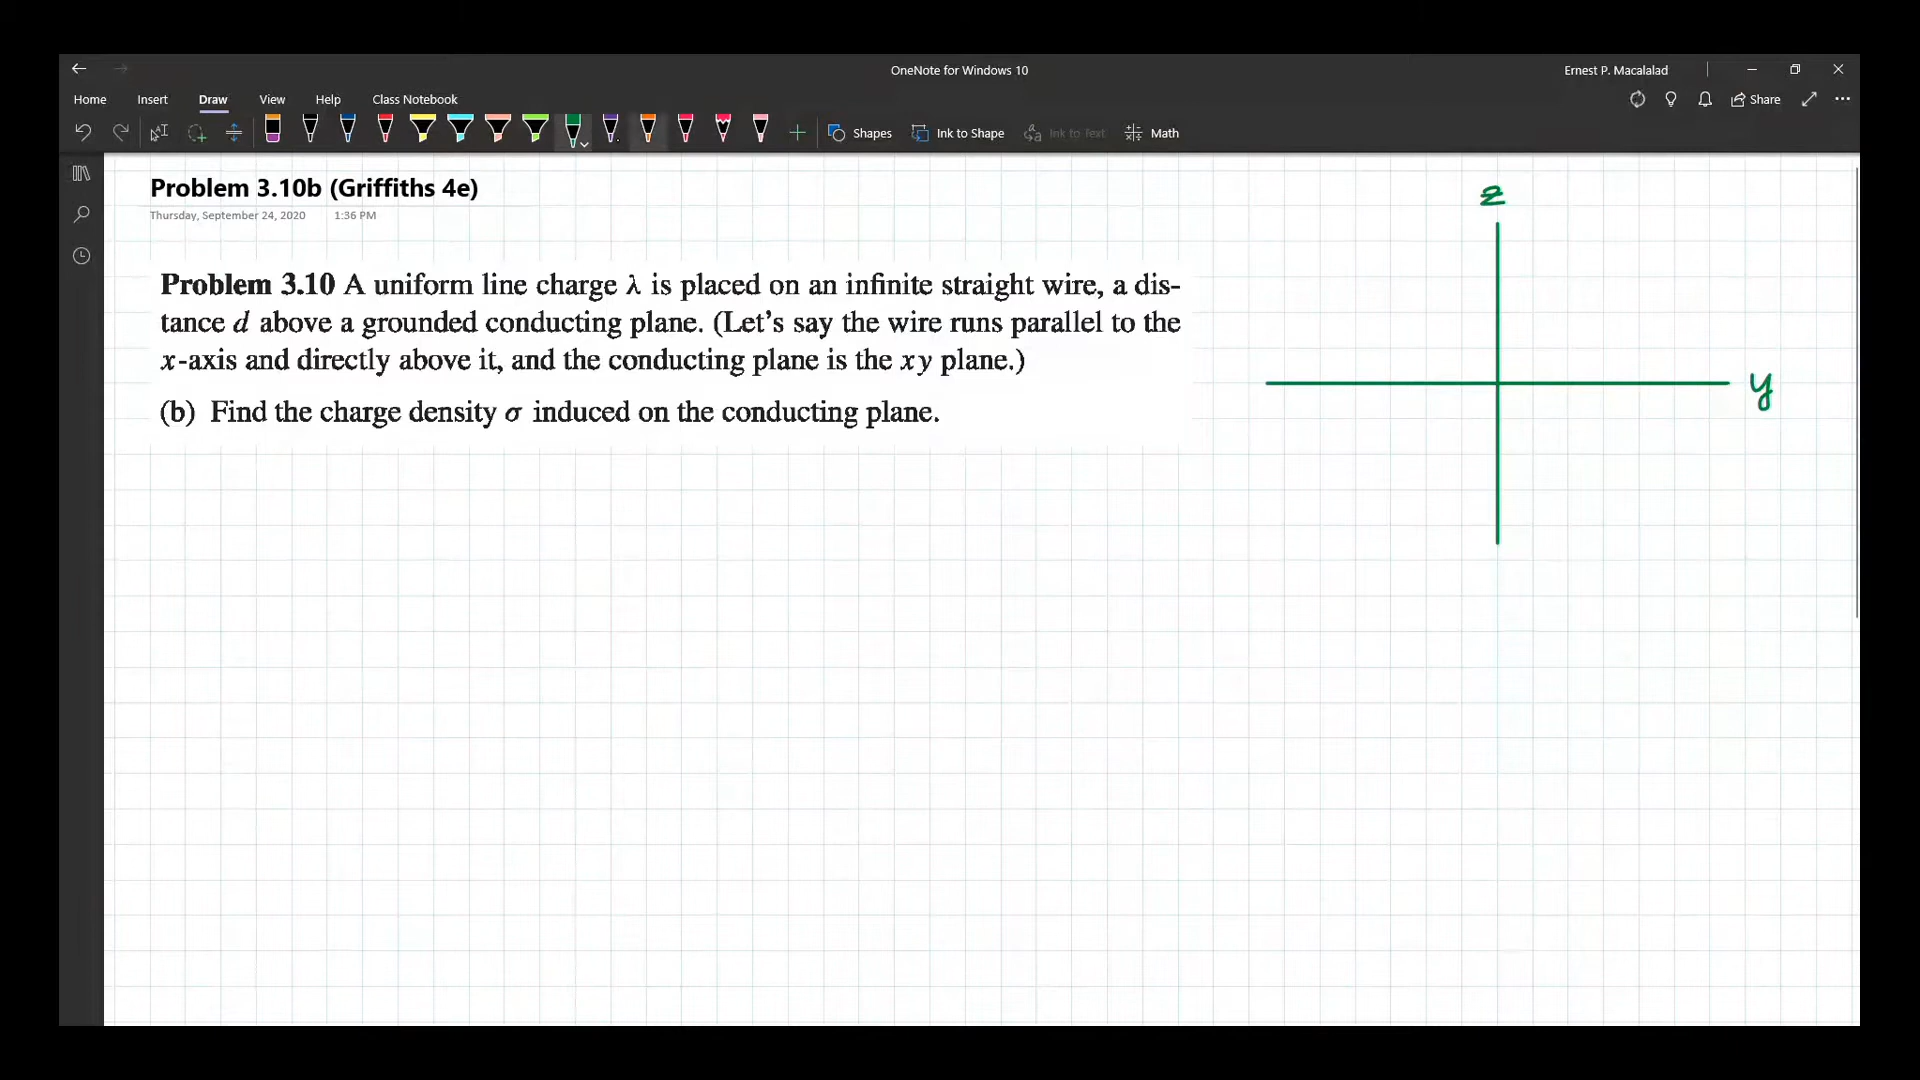 OneNote for Windows 10
Ernest P. Macalalad
Home Insert Draw View Help Class Notebook
Share
Shapes Ink to Shape Ink to Text Math
Problem 3.10b (Griffiths 4e)
Thursday, September 24, 2020 1:36 PM
z
Problem 3.10 A uniform line charge λ is placed on an infinite straight wire, a dis-
tance d above a grounded conducting plane. (Let's say the wire runs parallel to the
x-axis and directly above it, and the conducting plane is the xy plane.)
y
(b) Find the charge density σ induced on the conducting plane.